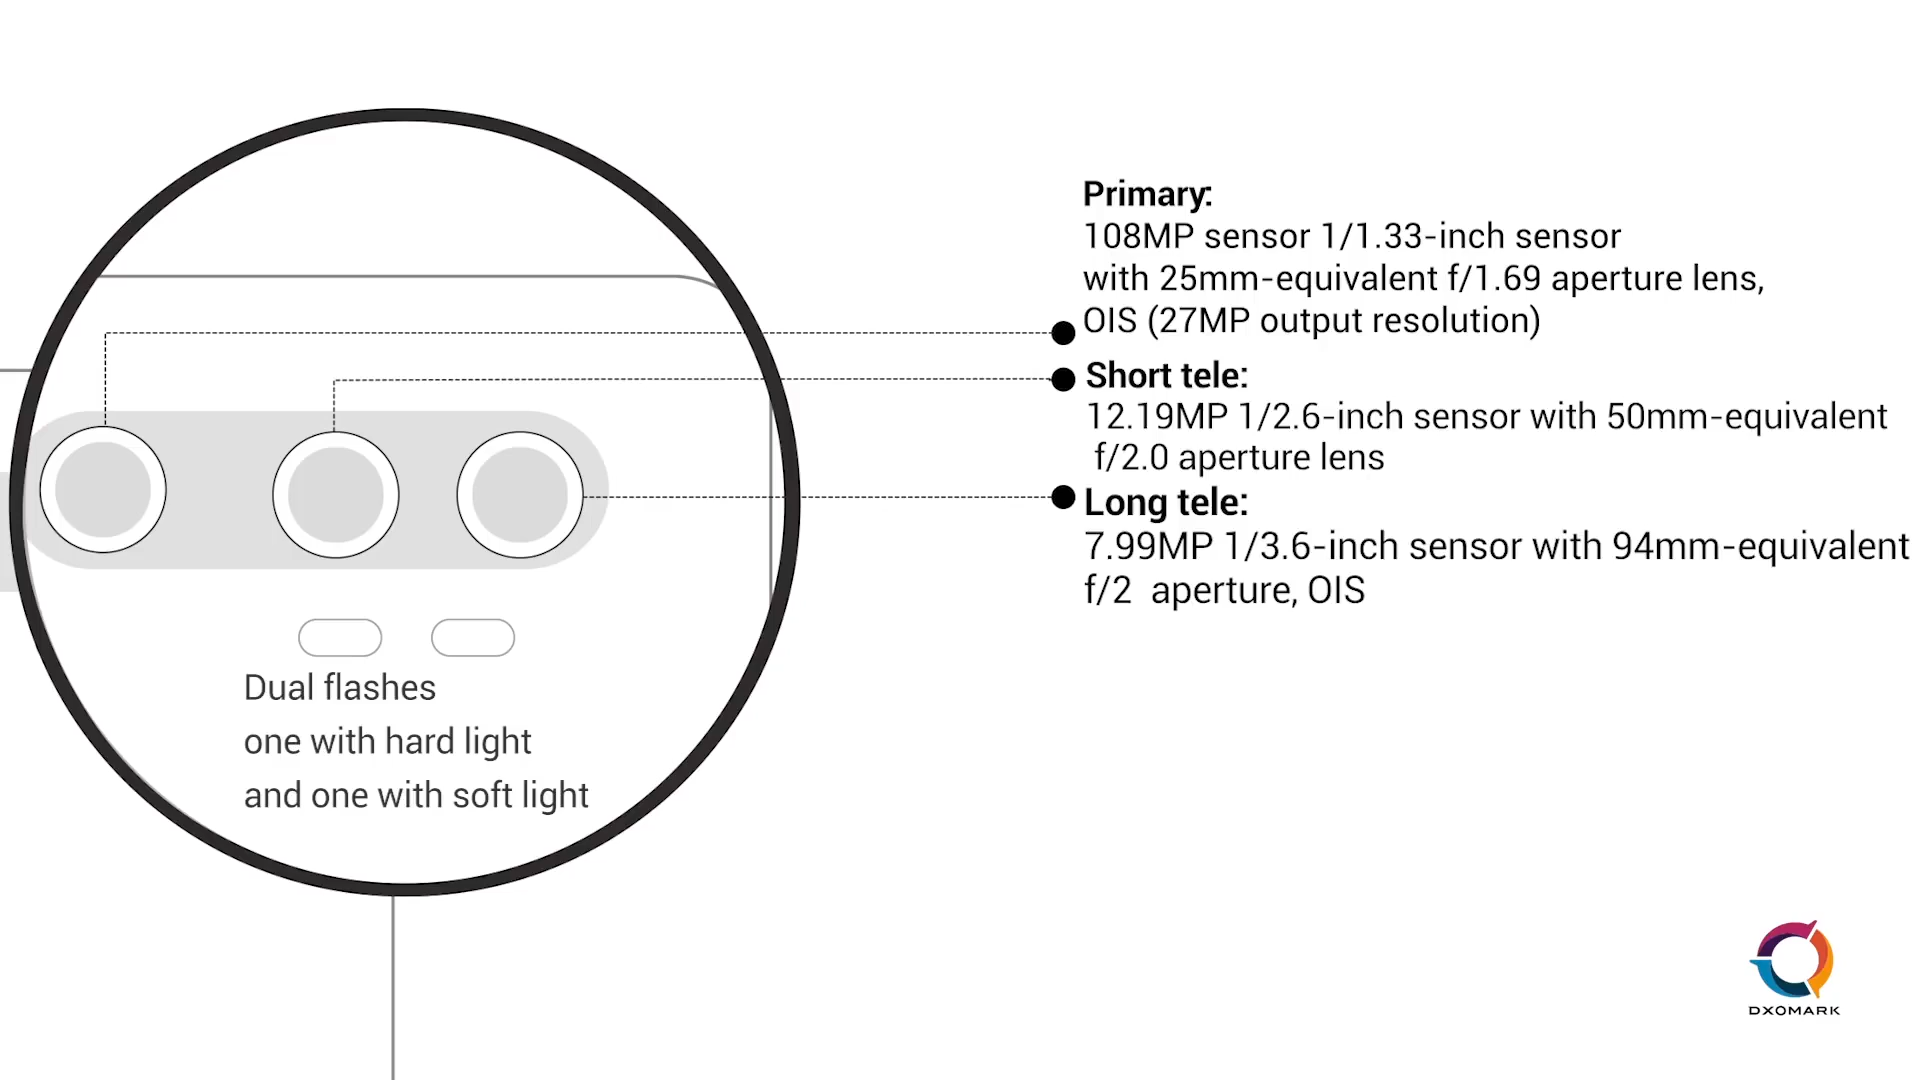 Primary:
108MP sensor 1/1.33-inch sensor
with 25mm-equivalent f/1.69 aperture lens,
OIS (27MP output resolution)
Short tele:
12.19MP 1/2.6-inch sensor with 50mm-equivalent
f/2.0 aperture lens
Long tele:
7.99MP 1/3.6-inch sensor with 94mm-equivalent
f/2 aperture, OIS
Dual flashes
one with hard light
and one with soft light
DXOMARK